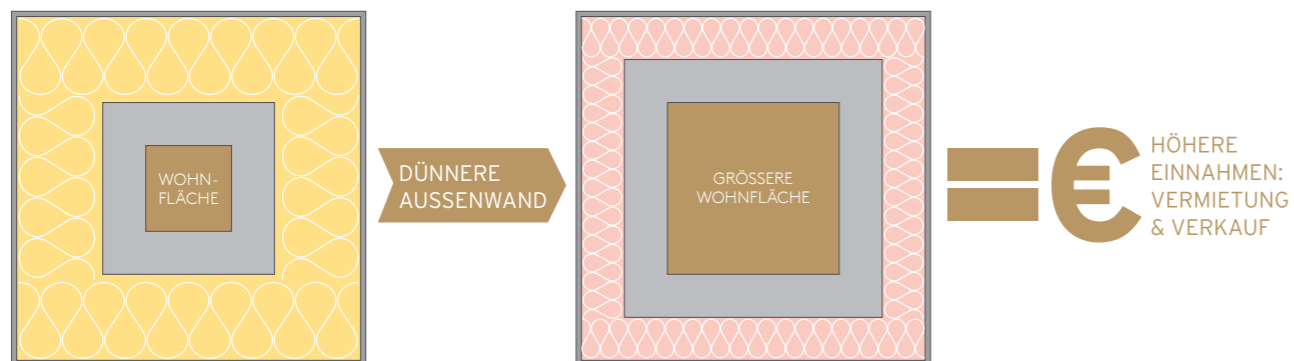 WOHN-
FLÄCHE
DÜNNERE
AUSSENWAND
GRÖSSERE
WOHNFLÄCHE
€
HÖHERE
EINNAHMEN:
VERMIETUNG
& VERKAUF